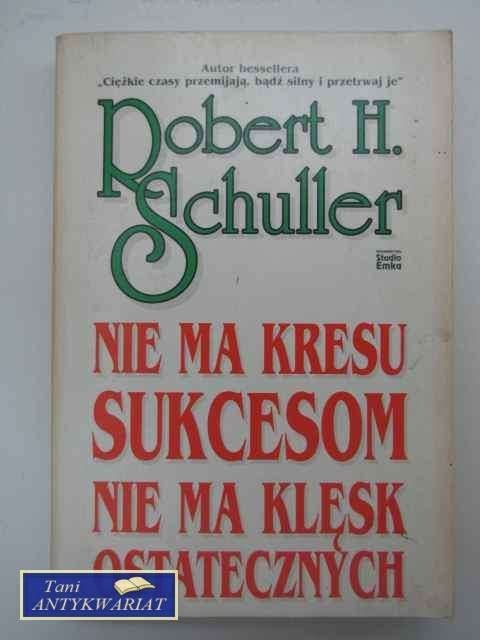 Autor bessellera
„Ciężkie czasy przemijają, bądź silny i przetrwaj je”
Robert H.
Schuller
Studio
Emka
NIE MA KRESU
SUKCESOM
NIE MA KLĘSK
OSTATECZNYCH
Tani
ANTYKWARIAT